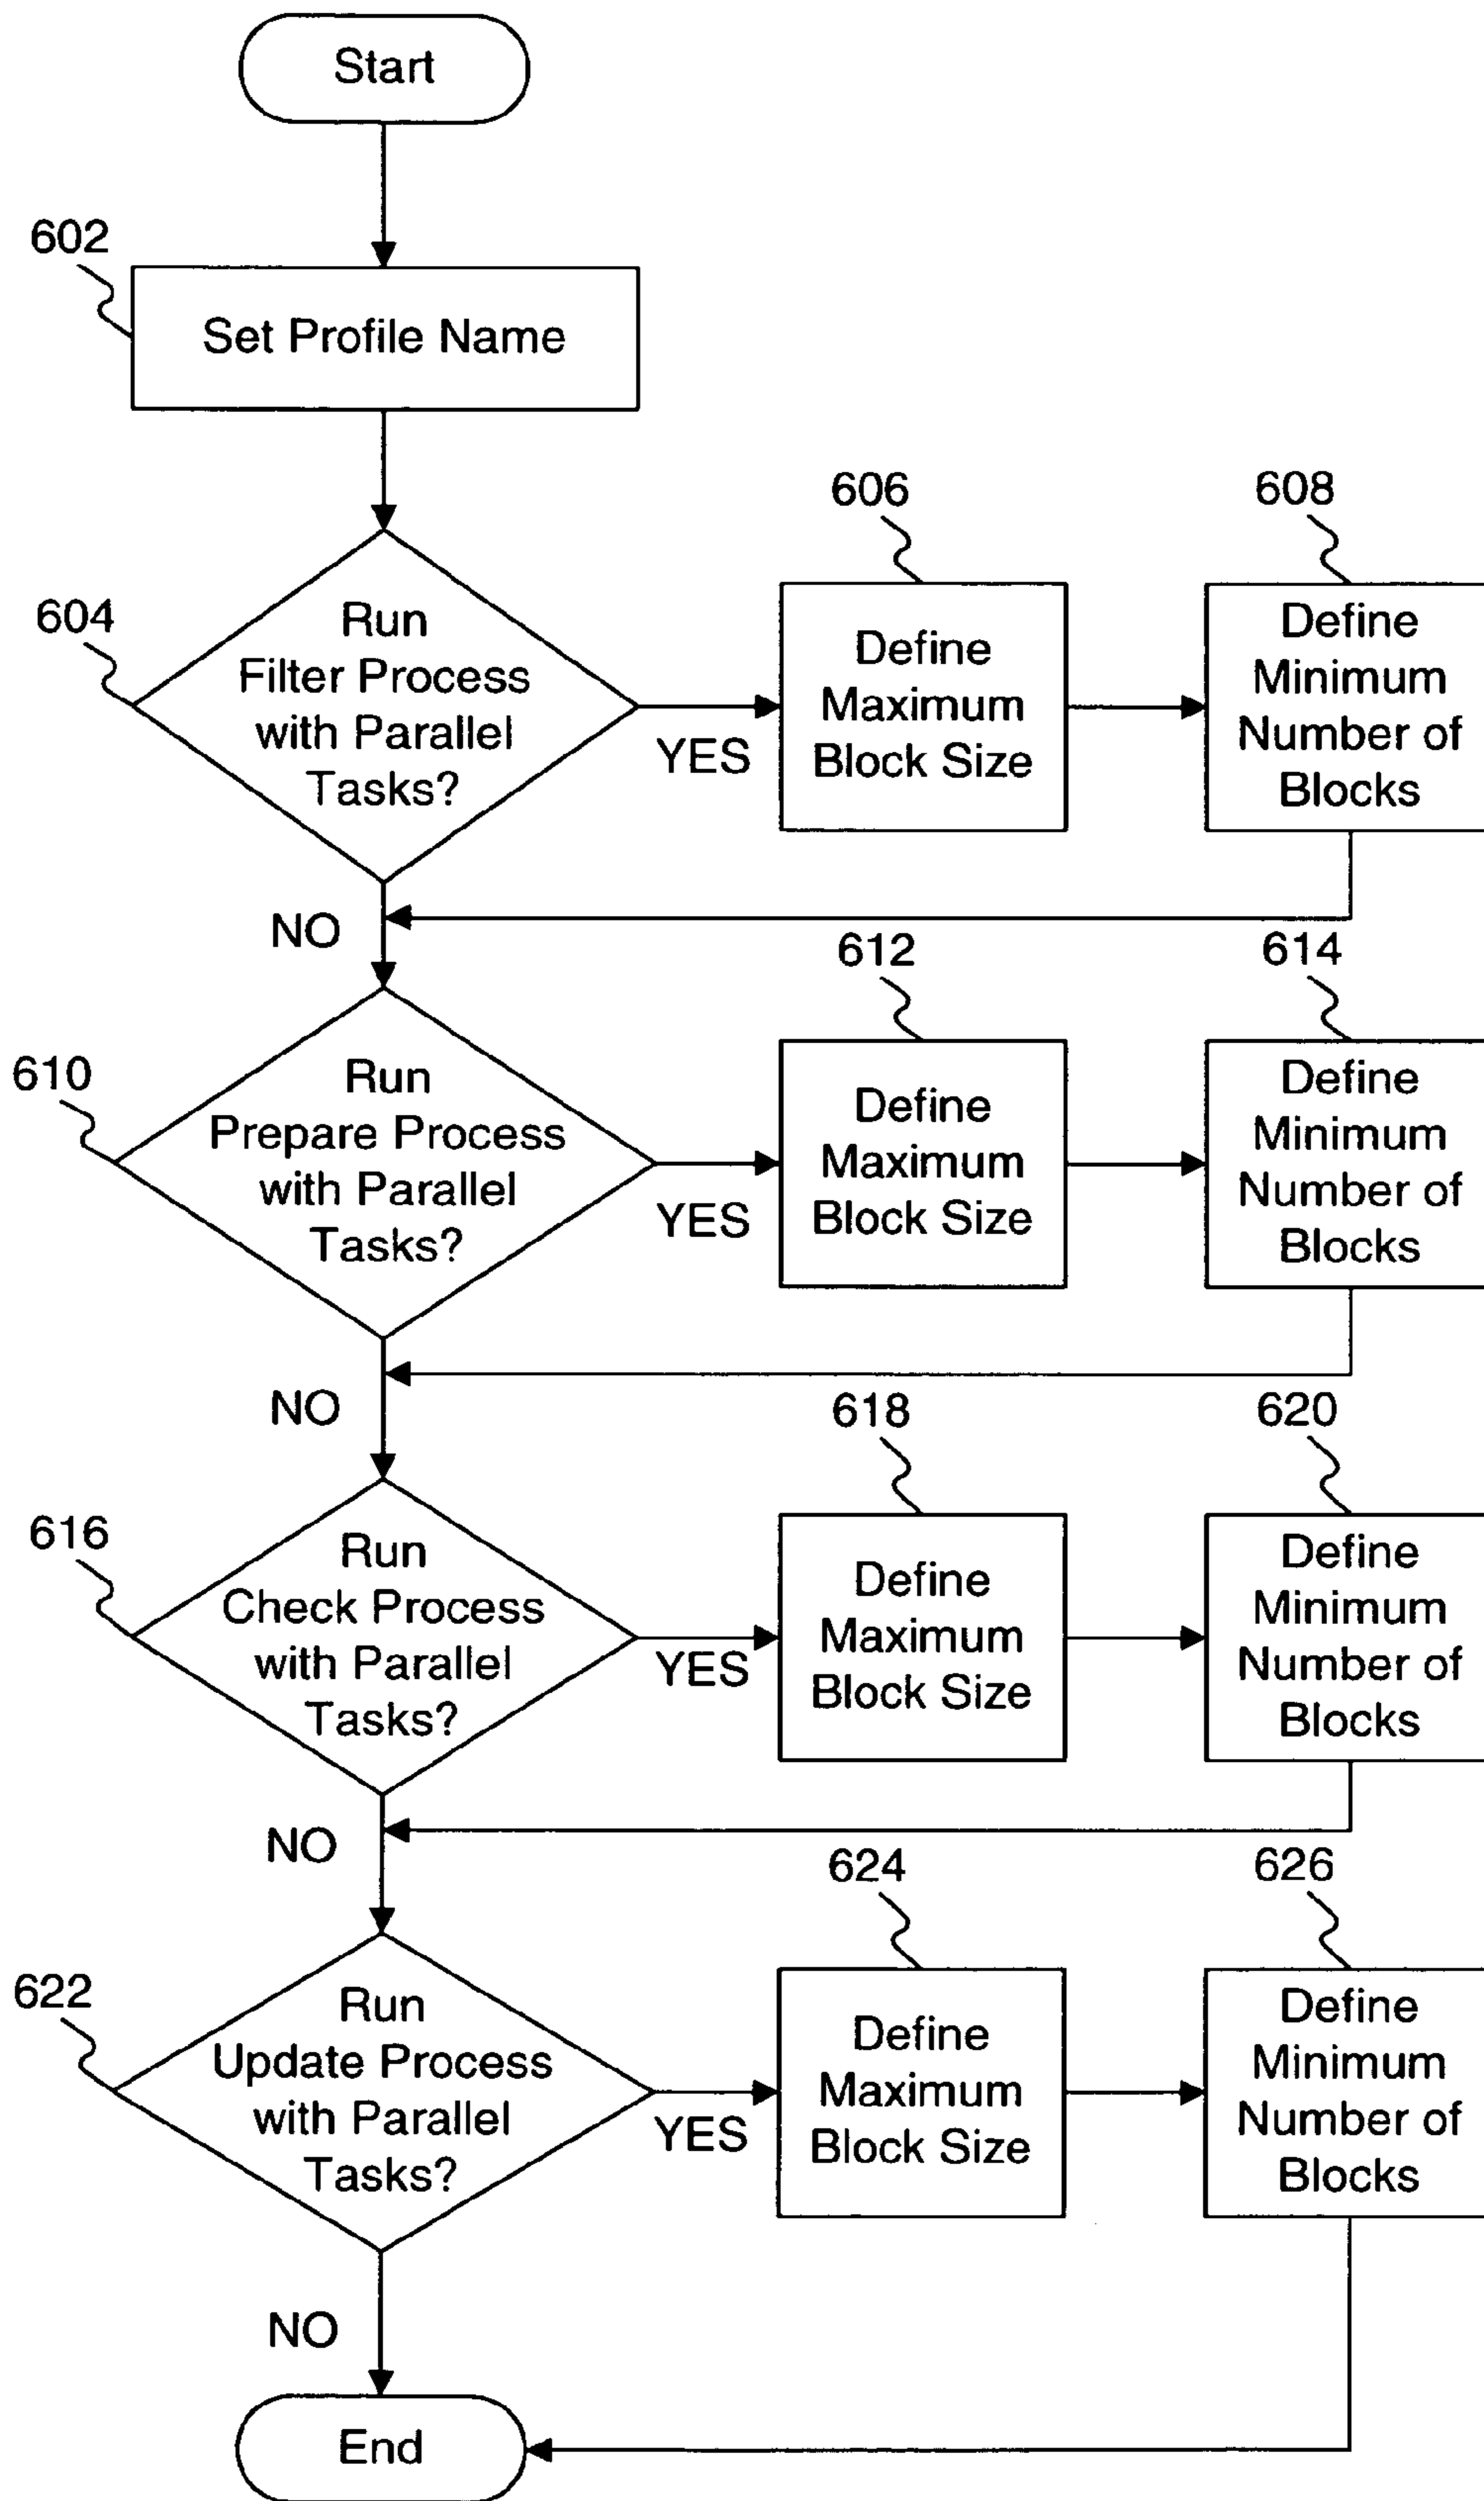 Start
602
Set Profile Name
606
608
604
Run
Filter Process
with Parallel
Tasks?
YES
Define
Maximum
Block Size
Define
Minimum
Number of
Blocks
NO
612
614
610
Run
Prepare Process
with Parallel
Tasks?
YES
Define
Maximum
Block Size
Define
Minimum
Number of
Blocks
NO
618
620
616
Run
Check Process
with Parallel
Tasks?
YES
Define
Maximum
Block Size
Define
Minimum
Number of
Blocks
NO
624
626
622
Run
Update Process
with Parallel
Tasks?
YES
Define
Maximum
Block Size
Define
Minimum
Number of
Blocks
NO
End